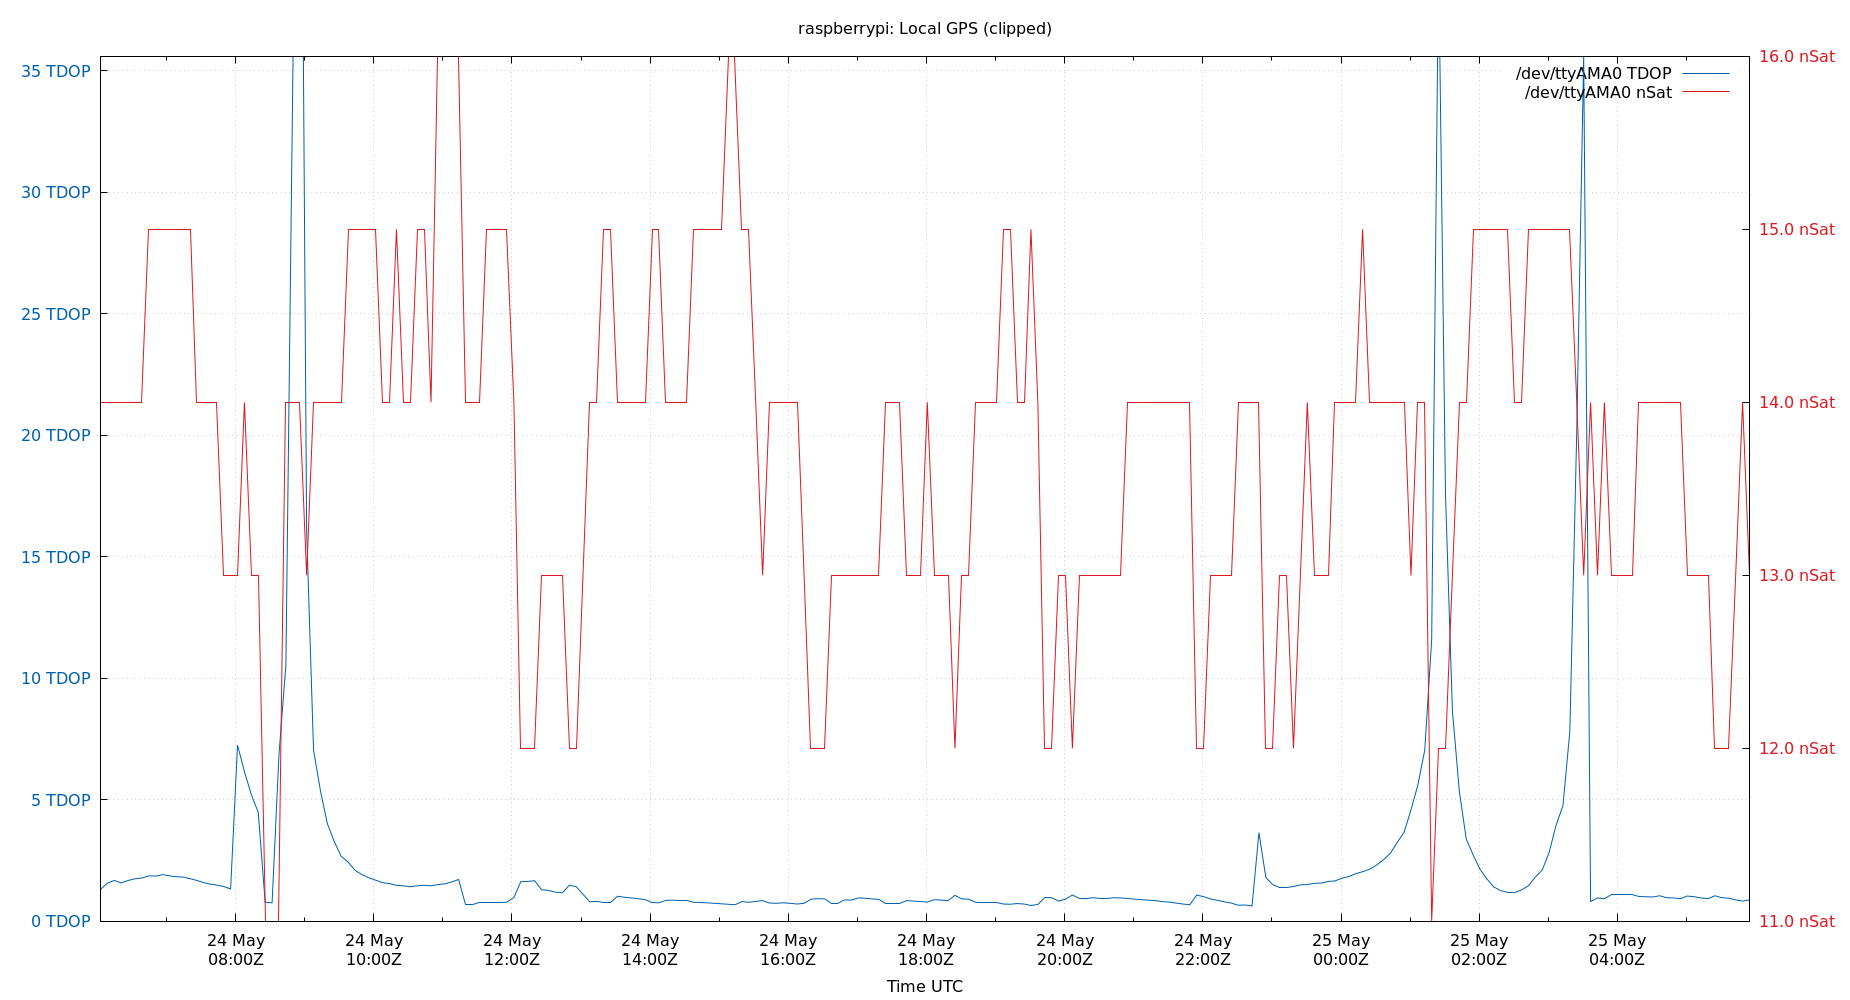 raspberrypi: Local GPS (clipped)
35 TDOP
30 TDOP
25 TDOP
20 TDOP
15 TDOP
10 TDOP
5 TDOP
0 TDOP
/dev/ttyAMA0 TDOP
/dev/ttyAMA0 nSat
16.0 nSat
15.0 nSat
14.0 nSat
13.0 nSat
12.0 nSat
11.0 nSat
24 May
08:00Z
24 May
10:00Z
24 May
12:00Z
24 May
14:00Z
24 May
16:00Z
24 May
18:00Z
24 May
20:00Z
24 May
22:00Z
25 May
00:00Z
25 May
02:00Z
25 May
04:00Z
Time UTC